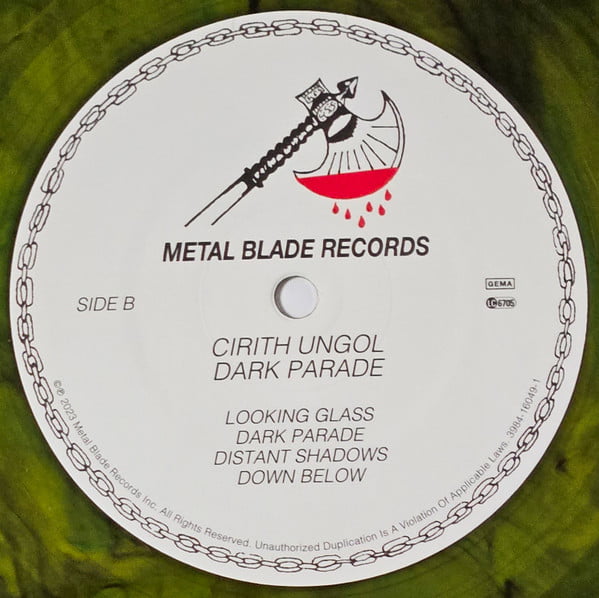 METAL BLADE RECORDS
SIDE B
GEMA
LC 6705
CIRITH UNGOL
DARK PARADE
LOOKING GLASS
DARK PARADE
DISTANT SHADOWS
DOWN BELOW
©℗ 2023 Metal Blade Records Inc. All Rights Reserved. Unauthorized Duplication Is A Violation Of Applicable Laws. 3984-16049-1